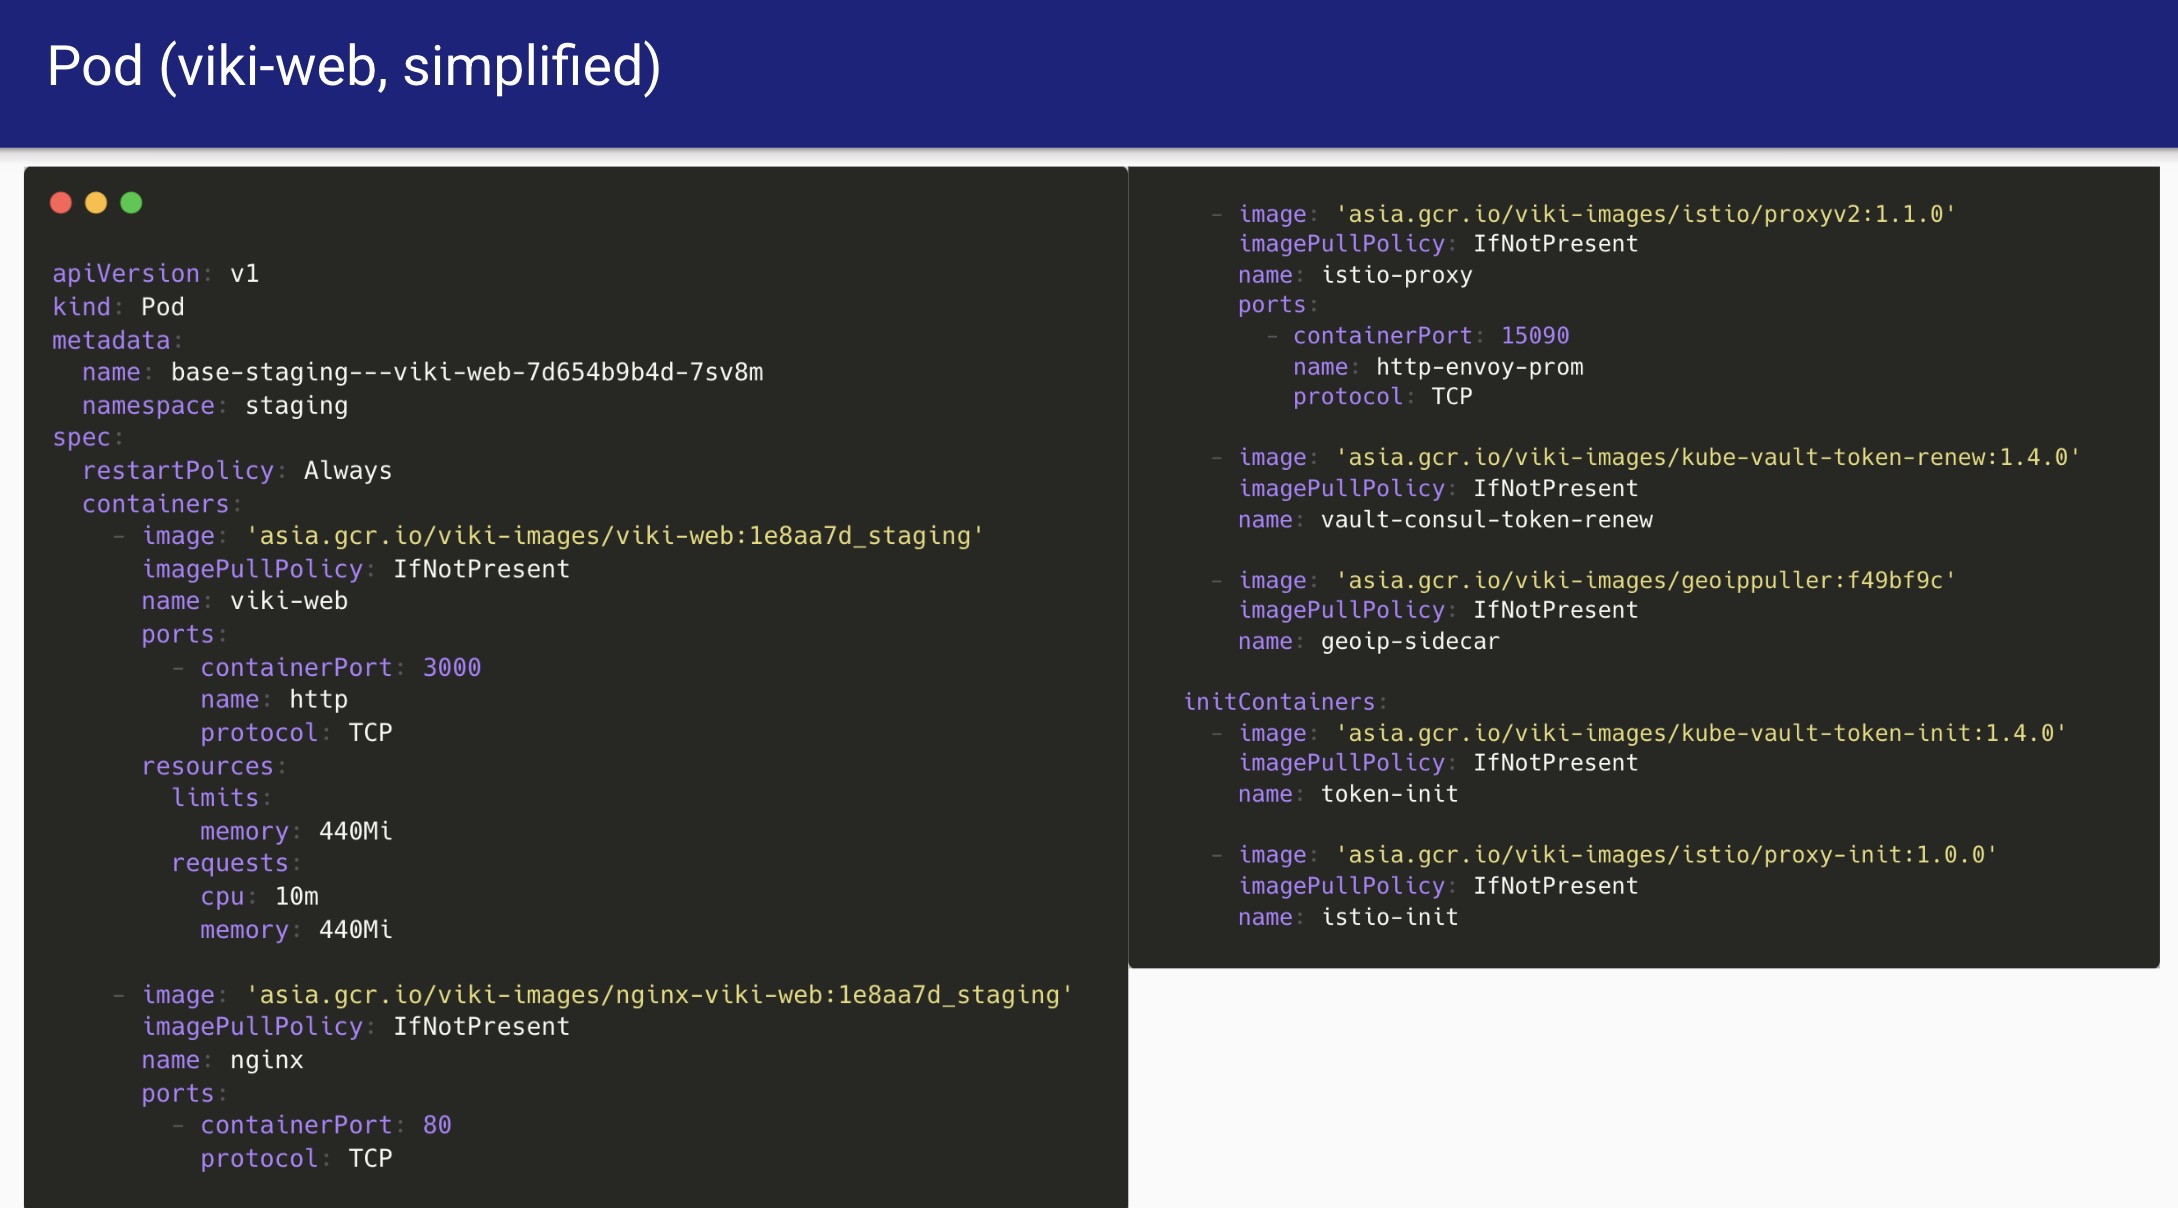 Pod (viki-web, simplified)
apiVersion: v1
kind: Pod
metadata:
  name: base-staging---viki-web-7d654b9b4d-7sv8m
  namespace: staging
spec:
  restartPolicy: Always
  containers:
    - image: 'asia.gcr.io/viki-images/viki-web:1e8aa7d_staging'
      imagePullPolicy: IfNotPresent
      name: viki-web
      ports:
        - containerPort: 3000
          name: http
          protocol: TCP
      resources:
        limits:
          memory: 440Mi
        requests:
          cpu: 10m
          memory: 440Mi
    - image: 'asia.gcr.io/viki-images/nginx-viki-web:1e8aa7d_staging'
      imagePullPolicy: IfNotPresent
      name: nginx
      ports:
        - containerPort: 80
          protocol: TCP
    - image: 'asia.gcr.io/viki-images/istio/proxyv2:1.1.0'
      imagePullPolicy: IfNotPresent
      name: istio-proxy
      ports:
        - containerPort: 15090
          name: http-envoy-prom
          protocol: TCP
    - image: 'asia.gcr.io/viki-images/kube-vault-token-renew:1.4.0'
      imagePullPolicy: IfNotPresent
      name: vault-consul-token-renew
    - image: 'asia.gcr.io/viki-images/geoippuller:f49bf9c'
      imagePullPolicy: IfNotPresent
      name: geoip-sidecar
  initContainers:
    - image: 'asia.gcr.io/viki-images/kube-vault-token-init:1.4.0'
      imagePullPolicy: IfNotPresent
      name: token-init
    - image: 'asia.gcr.io/viki-images/istio/proxy-init:1.0.0'
      imagePullPolicy: IfNotPresent
      name: istio-init